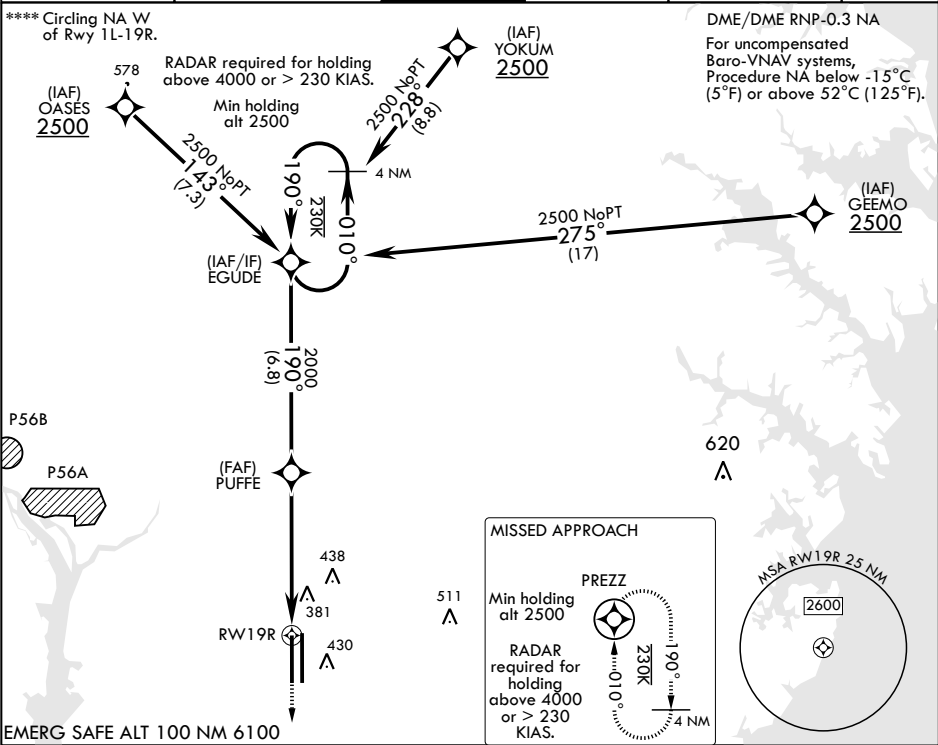 **** Circling NA W
of Rwy 1L-19R.
DME/DME RNP-0.3 NA
For uncompensated
Baro-VNAV systems,
Procedure NA below -15°C
(5°F) or above 52°C (125°F).
RADAR required for holding
above 4000 or > 230 KIAS.
Min holding
alt 2500
(IAF)
YOKUM
2500
578
(IAF)
OASES
2500
2500 NoPT
228°
(8.8)
2500 NoPT
143°
(7.3)
4 NM
190°
230K
010°
(IAF)
GEEMO
2500
2500 NoPT
275°
(17)
(IAF/IF)
EGUDE
2000
190°
(6.8)
P56B
P56A
(FAF)
PUFFE
620
438
381
511
430
RW19R
MISSED APPROACH
PREZZ
Min holding
alt 2500
RADAR
required for
holding
above 4000
or > 230
KIAS.
010°
230K
190°
4 NM
MSA RW19R 25 NM
2600
EMERG SAFE ALT 100 NM 6100